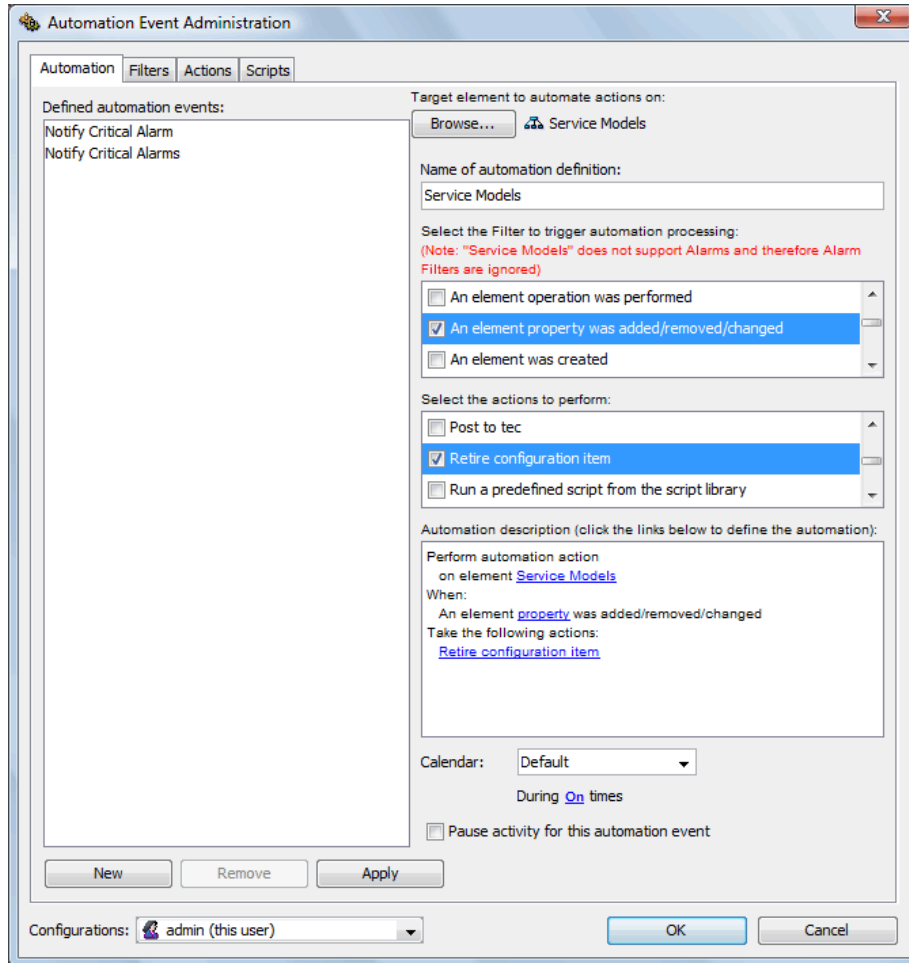 Automation Event Administration
Automation
Filters
Actions
Scripts
Defined automation events:
Notify Critical Alarm
Notify Critical Alarms
Target element to automate actions on:
Browse...
Service Models
Name of automation definition:
Service Models
Select the Filter to trigger automation processing:
(Note: "Service Models" does not support Alarms and therefore Alarm
Filters are ignored)
An element operation was performed
An element property was added/removed/changed
An element was created
Select the actions to perform:
Post to tec
Retire configuration item
Run a predefined script from the script library
Automation description (click the links below to define the automation):
Perform automation action
on element Service Models
When:
An element property was added/removed/changed
Take the following actions:
Retire configuration item
Calendar:
Default
During On times
Pause activity for this automation event
New
Remove
Apply
Configurations:
admin (this user)
OK
Cancel